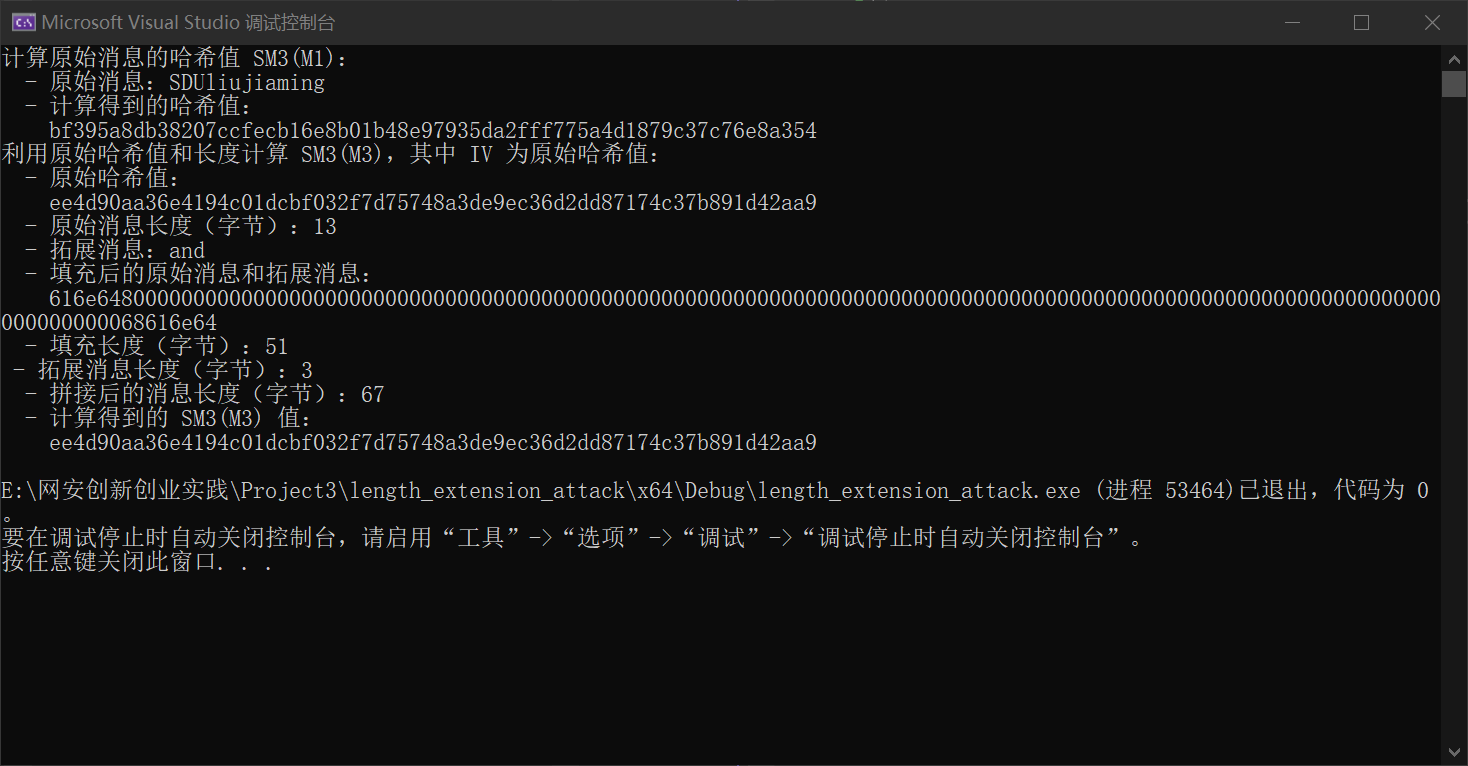 Microsoft Visual Studio 调试控制台
计算原始消息的哈希值 SM3(M1):
- 原始消息: SDUliujiaming
- 计算得到的哈希值:
bf395a8db38207ccfecb16e8b01b48e97935da2fff775a4d1879c37c76e8a354
利用原始哈希值和长度计算 SM3(M3), 其中 IV 为原始哈希值:
- 原始哈希值:
ee4d90aa36e4194c01dcbf032f7d75748a3de9ec36d2dd87174c37b891d42aa9
- 原始消息长度（字节）: 13
- 拓展消息: and
- 填充后的原始消息和拓展消息:
616e6480000000000000000000000000000000000000000000000000000000000000000000000000000000000000000000000000000000000000
000000000068616e64
- 填充长度（字节）: 51
- 拓展消息长度（字节）: 3
- 拼接后的消息长度（字节）: 67
- 计算得到的 SM3(M3) 值:
ee4d90aa36e4194c01dcbf032f7d75748a3de9ec36d2dd87174c37b891d42aa9
E:\网安创新创业实践\Project3\length_extension_attack\x64\Debug\length_extension_attack.exe (进程 53464)已退出，代码为 0
。
要在调试停止时自动关闭控制台，请启用“工具”->“选项”->“调试”->“调试停止时自动关闭控制台”。
按任意键关闭此窗口. . .